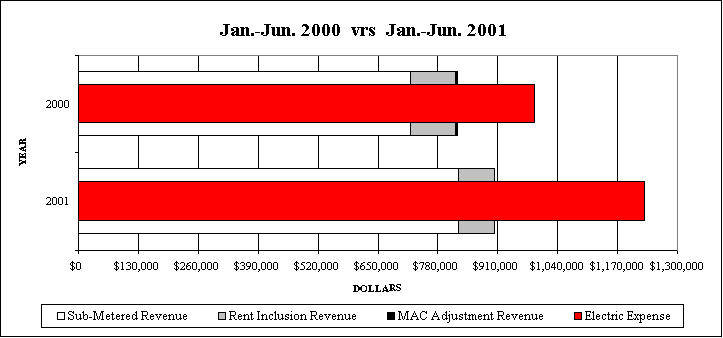 Jan.-Jun. 2000 vrs Jan.-Jun. 2001
YEAR
2000
2001
$0 $130,000 $260,000 $390,000 $520,000 $650,000 $780,000 $910,000 $1,040,000 $1,170,000 $1,300,000
DOLLARS
Sub-Metered Revenue Rent Inclusion Revenue MAC Adjustment Revenue Electric Expense